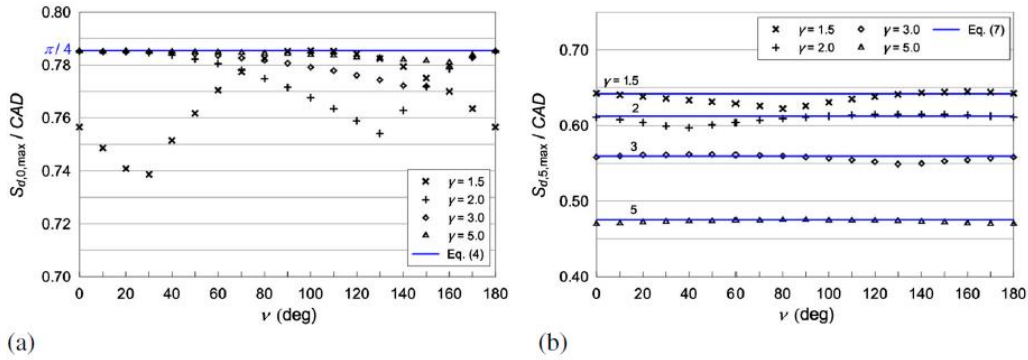 0.80
π / 4
0.78
0.76
0.74
0.72
0.70
S_{d,0,max} / CAD
× γ = 1.5
+ γ = 2.0
◇ γ = 3.0
△ γ = 5.0
Eq. (4)
0 20 40 60 80 100 120 140 160 180
ν (deg)
(a)
× γ = 1.5 ◇ γ = 3.0 Eq. (7)
+ γ = 2.0 △ γ = 5.0
0.70
0.60
0.50
0.40
S_{d,5,max} / CAD
γ = 1.5
2
3
5
0 20 40 60 80 100 120 140 160 180
ν (deg)
(b)